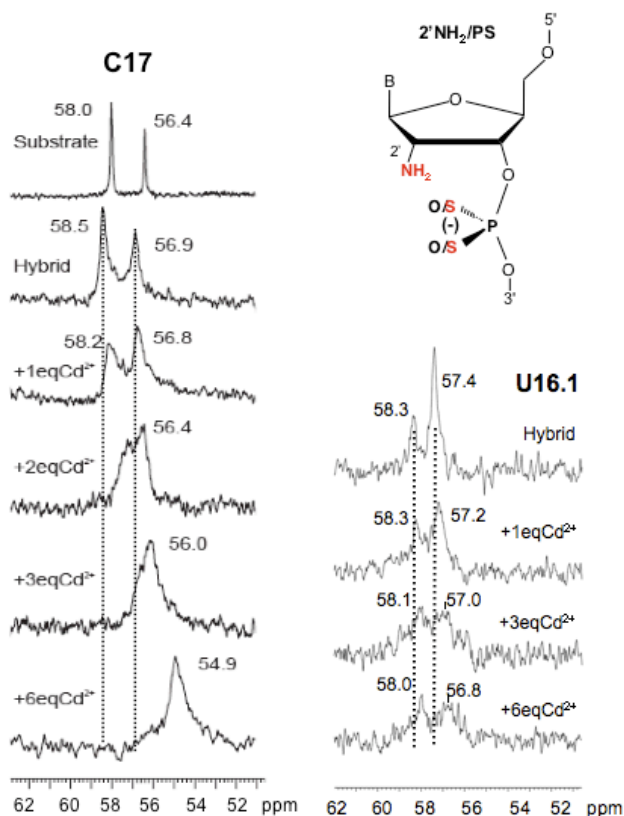 C17
58.0
56.4
Substrate
58.5
56.9
Hybrid
58.2
56.8
+1eqCd²⁺
56.4
+2eqCd²⁺
56.0
+3eqCd²⁺
54.9
+6eqCd²⁺
62 60 58 56 54 52 ppm
2'NH₂/PS
5'
O
B
O
2'
NH₂
O
O/S
(-)
P
O/S
O
3'
57.4
U16.1
58.3
Hybrid
58.3
57.2
+1eqCd²⁺
58.1
57.0
+3eqCd²⁺
58.0
56.8
+6eqCd²⁺
62 60 58 56 54 52 ppm